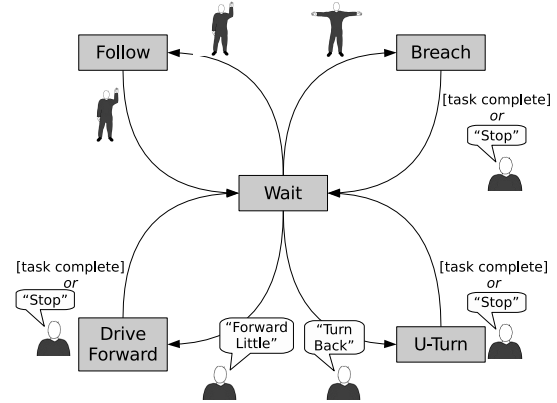 Follow
Breach
[task complete]
or
“Stop”
Wait
[task complete]
or
“Stop”
[task complete]
or
“Stop”
Drive
Forward
“Forward
Little”
“Turn
Back”
U-Turn